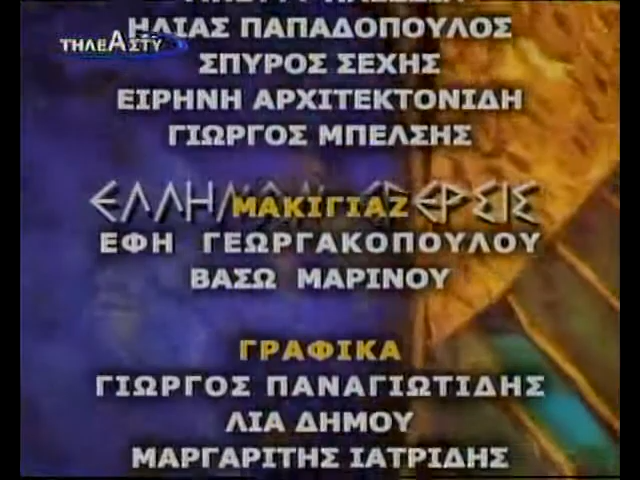 ΤΗΛΕΑΣΤΥ
ΗΛΙΑΣ ΠΑΠΑΔΟΠΟΥΛΟΣ
ΣΠΥΡΟΣ ΣΕΧΗΣ
ΕΙΡΗΝΗ ΑΡΧΙΤΕΚΤΟΝΙΔΗ
ΓΙΩΡΓΟΣ ΜΠΕΛΣΗΣ
ΜΑΚΙΓΙΑΖ
ΕΦΗ ΓΕΩΡΓΑΚΟΠΟΥΛΟΥ
ΒΑΣΩ ΜΑΡΙΝΟΥ
ΓΡΑΦΙΚΑ
ΓΙΩΡΓΟΣ ΠΑΝΑΓΙΩΤΙΔΗΣ
ΛΙΑ ΔΗΜΟΥ
ΜΑΡΓΑΡΙΤΗΣ ΙΑΤΡΙΔΗΣ